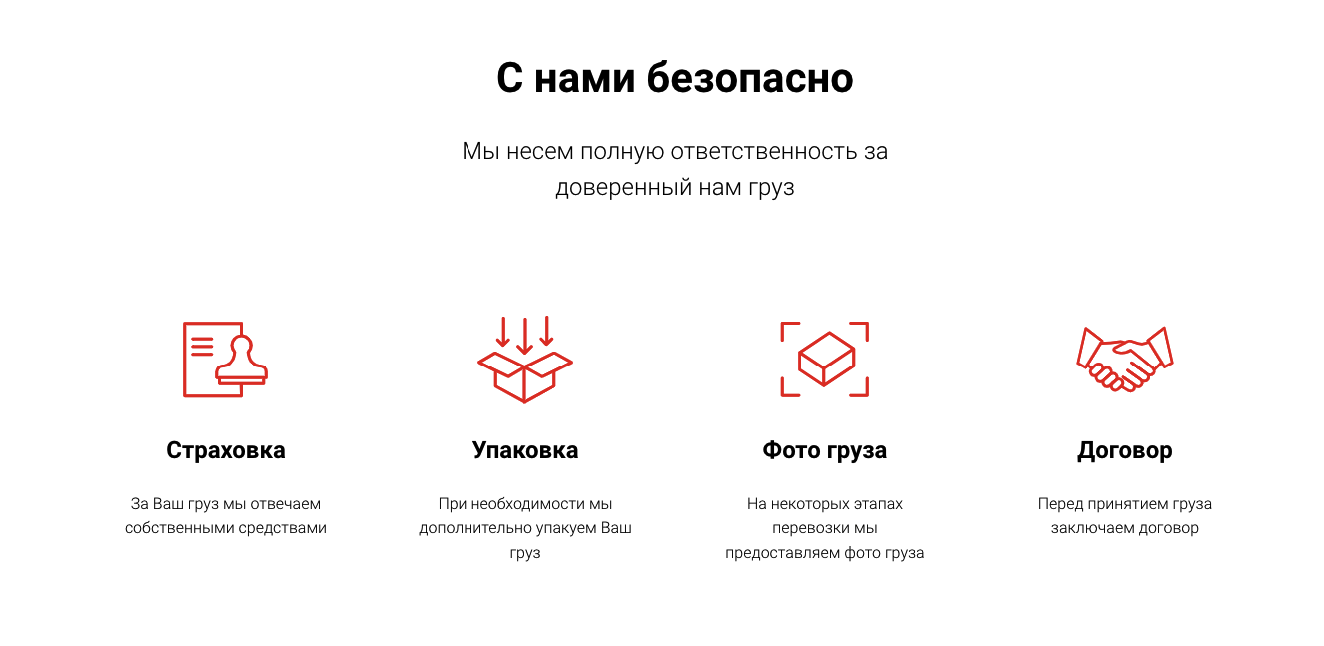 С нами безопасно
Мы несем полную ответственность за
доверенный нам груз
Страховка
За Ваш груз мы отвечаем
собственными средствами
Упаковка
При необходимости мы
дополнительно упакуем Ваш
груз
Фото груза
На некоторых этапах
перевозки мы
предоставляем фото груза
Договор
Перед принятием груза
заключаем договор